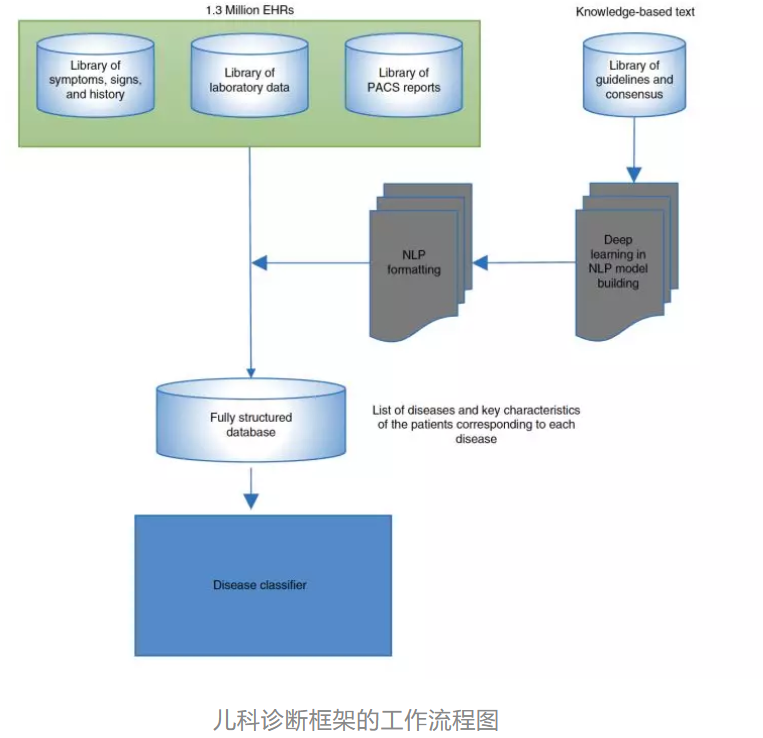 1.3 Million EHRs
Knowledge-based text
Library of
symptoms, signs,
and history
Library of
laboratory data
Library of
PACS reports
Library of
guidelines and
consensus
NLP
formatting
Deep
learning in
NLP model
building
Fully structured
database
List of diseases and key characteristics
of the patients corresponding to each
disease
Disease classifier
儿科诊断框架的工作流程图